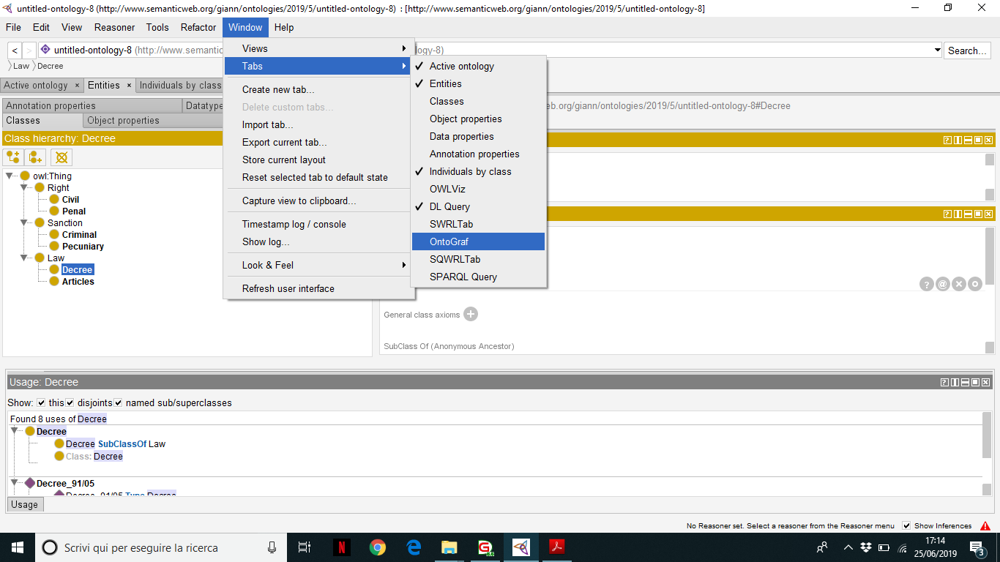 untitled-ontology-8 (http://www.semanticweb.org/giann/ontologies/2019/5/untitled-ontology-8) : [http://www.semanticweb.org/giann/ontologies/2019/5/untitled-ontology-8]
File Edit View Reasoner Tools Refactor Window Help
< > untitled-ontology-8 (http://www.semantic ogy-8) Search...
Law Decree
Active ontology × Entities × Individuals by class
Annotation properties Datatype
Classes Object properties
eb.org/giann/ontologies/2019/5/untitled-ontology-8#Decree
Class hierarchy: Decree
owl:Thing
Right
Civil
Penal
Sanction
Criminal
Pecuniary
Law
Decree
Articles
Views
Tabs
Create new tab...
Delete custom tabs...
Import tab...
Export current tab...
Store current layout
Reset selected tab to default state
Capture view to clipboard...
Timestamp log / console
Show log...
Look & Feel
Refresh user interface
Active ontology
Entities
Classes
Object properties
Data properties
Annotation properties
Individuals by class
OWLViz
DL Query
SWRLTab
OntoGraf
SQWRLTab
SPARQL Query
General class axioms
SubClass Of (Anonymous Ancestor)
Usage: Decree
Show: this disjoints named sub/superclasses
Found 8 uses of Decree
Decree
Decree SubClassOf Law
Class: Decree
Decree_91/05
Decree_91/05 Type Decree
Usage
No Reasoner set. Select a reasoner from the Reasoner menu Show Inferences
Scrivi qui per eseguire la ricerca
17:14
25/06/2019
3